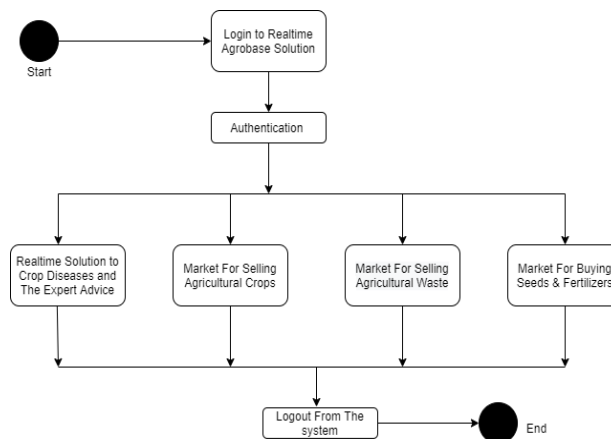 Login to Realtime
Agrobase Solution
Start
Authentication
Realtime Solution to
Crop Diseases and
The Expert Advice
Market For Selling
Agricultural Crops
Market For Selling
Agricultural Waste
Market For Buying
Seeds & Fertilizers
Logout From The
system
End